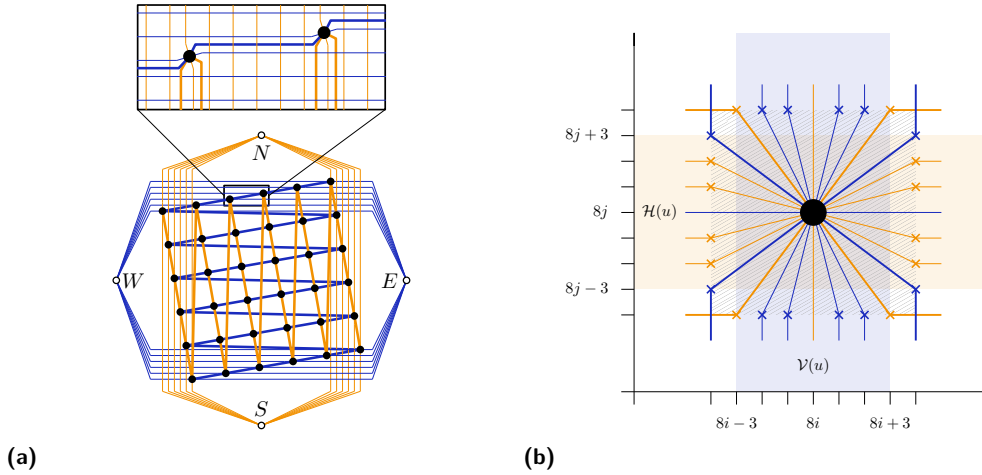 N
W
E
S
(a)
8j + 3
8j
8j − 3
H(u)
V(u)
8i − 3
8i
8i + 3
(b)